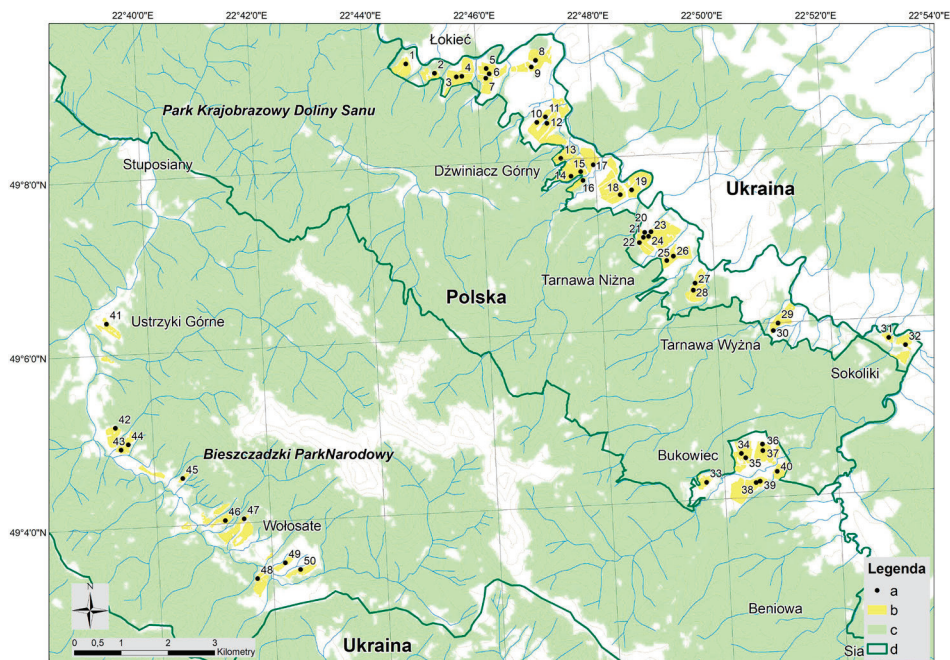 22°40'0"E 22°42'0"E 22°44'0"E 22°46'0"E 22°48'0"E 22°50'0"E 22°52'0"E 22°54'0"E
Łokieć
1
2
3
4
5
6
7
8
9
Park Krajobrazowy Doliny Sanu
10
11
12
Stuposiany
13
Dźwiniacz Górny
14
15
16
17
18
19
Ukraina
49°8'0"N
20
21
22
23
24
25
26
Tarnawa Niżna
27
28
Polska
41
Ustrzyki Górne
29
30
Tarnawa Wyżna
31
32
Sokoliki
49°6'0"N
42
43
44
Bieszczadzki ParkNarodowy
45
Bukowiec
33
34
35
36
37
38
39
40
46
47
Wołosate
49°4'0"N
48
49
50
Beniowa
Ukraina
Sia
N
0 0,5 1 2 3
Kilometry
Legenda
a
b
c
d